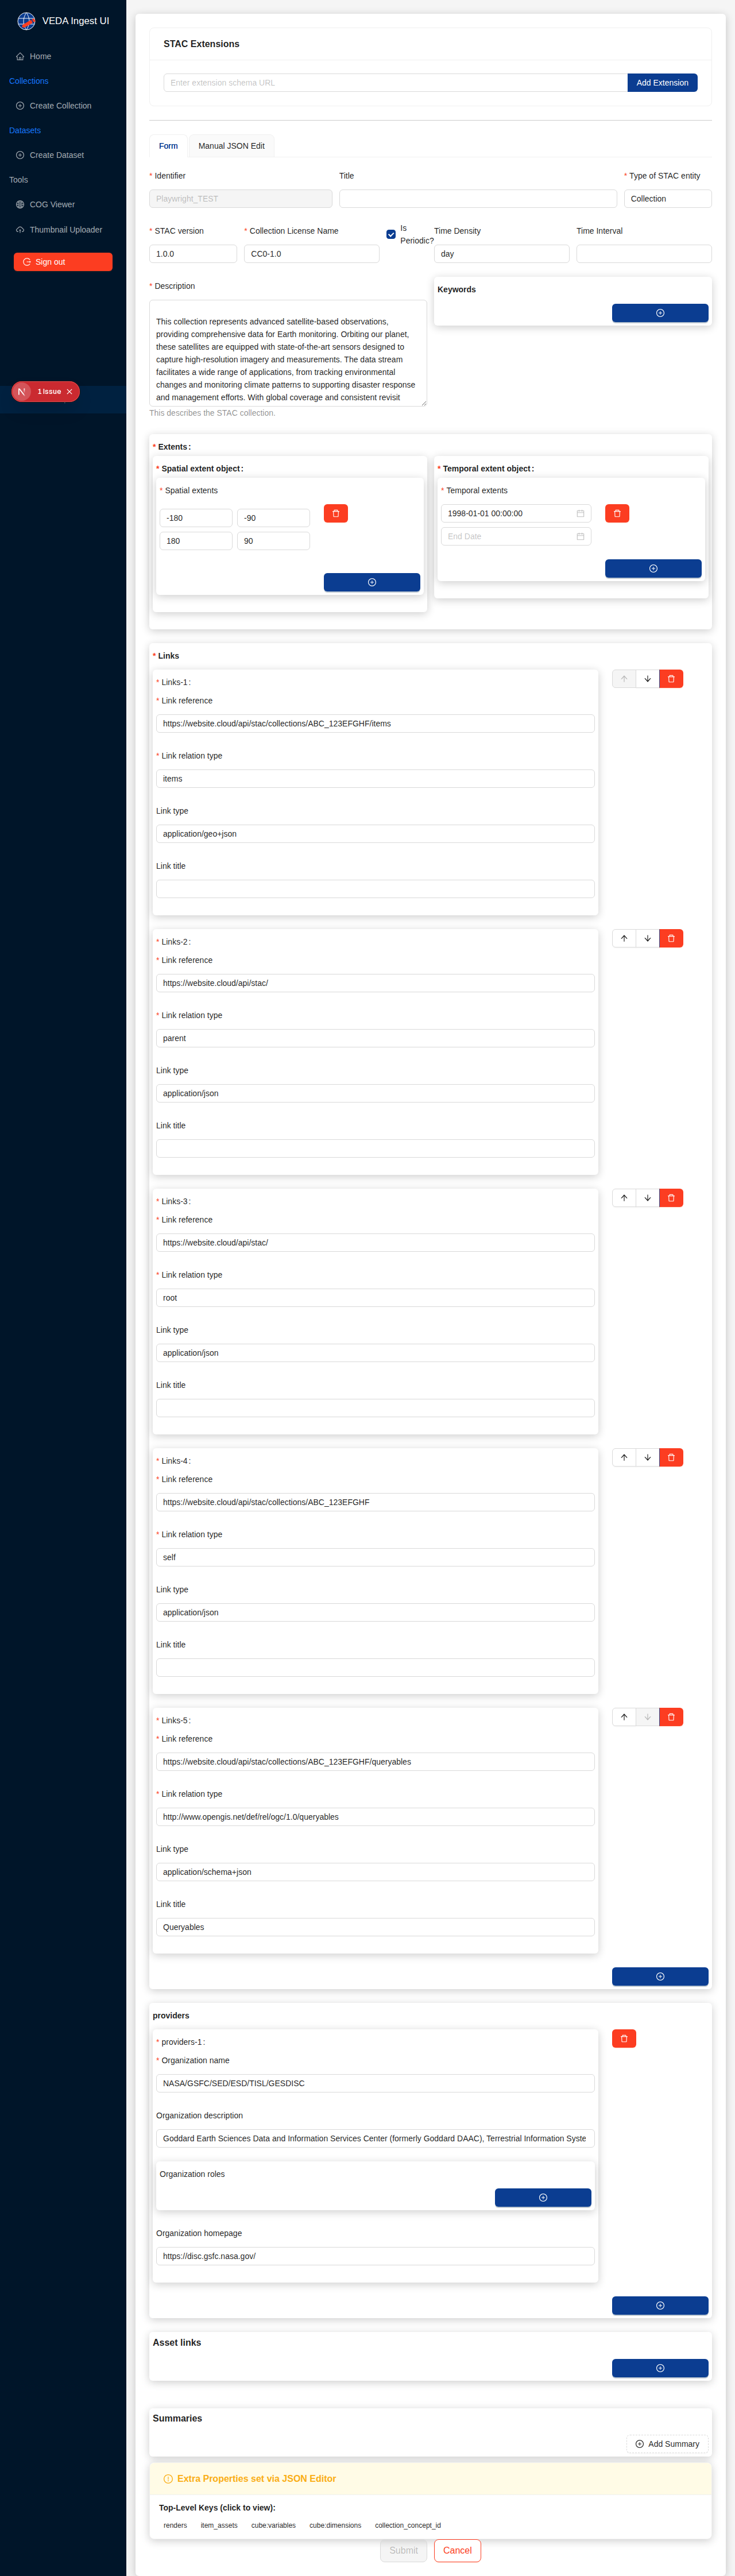 VEDA Ingest UI
Home
Collections
Create Collection
Datasets
Create Dataset
Tools
COG Viewer
Thumbnail Uploader
Sign out
1 Issue
STAC Extensions
Enter extension schema URL
Add Extension
Form
Manual JSON Edit
* Identifier
Title
* Type of STAC entity
Playwright_TEST
Collection
* STAC version
* Collection License Name
Is Periodic?
Time Density
Time Interval
1.0.0
CC0-1.0
day
* Description
Keywords
This collection represents advanced satellite-based observations,
providing comprehensive data for Earth monitoring. Orbiting our planet,
these satellites are equipped with state-of-the-art sensors designed to
capture high-resolution imagery and measurements. The data stream
facilitates a wide range of applications, from tracking environmental
changes and monitoring climate patterns to supporting disaster response
and management efforts. With global coverage and consistent revisit
This describes the STAC collection.
* Extents :
* Spatial extent object :
* Spatial extents
-180
-90
180
90
* Temporal extent object :
* Temporal extents
1998-01-01 00:00:00
End Date
* Links
* Links-1 :
* Link reference
https://website.cloud/api/stac/collections/ABC_123EFGHF/items
* Link relation type
items
Link type
application/geo+json
Link title
* Links-2 :
* Link reference
https://website.cloud/api/stac/
* Link relation type
parent
Link type
application/json
Link title
* Links-3 :
* Link reference
https://website.cloud/api/stac/
* Link relation type
root
Link type
application/json
Link title
* Links-4 :
* Link reference
https://website.cloud/api/stac/collections/ABC_123EFGHF
* Link relation type
self
Link type
application/json
Link title
* Links-5 :
* Link reference
https://website.cloud/api/stac/collections/ABC_123EFGHF/queryables
* Link relation type
http://www.opengis.net/def/rel/ogc/1.0/queryables
Link type
application/schema+json
Link title
Queryables
providers
* providers-1 :
* Organization name
NASA/GSFC/SED/ESD/TISL/GESDISC
Organization description
Goddard Earth Sciences Data and Information Services Center (formerly Goddard DAAC), Terrestrial Information Syste
Organization roles
Organization homepage
https://disc.gsfc.nasa.gov/
Asset links
Summaries
Add Summary
Extra Properties set via JSON Editor
Top-Level Keys (click to view):
renders
item_assets
cube:variables
cube:dimensions
collection_concept_id
Submit
Cancel